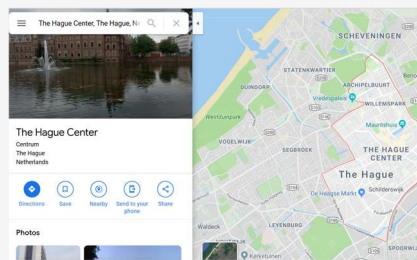 The Hague Center, The Hague, N
The Hague Center
Centrum
The Hague
Netherlands
Directions
Save
Nearby
Send to your
phone
Share
Photos
SCHEVENINGEN
STATENKWARTIER
DUINDORP
ARCHIPELBUURT
Vredespaleis
WILLEMSPARK
Westduinpark
Mauritshuis
VOGELWIJK
SEGBROEK
THE HAGUE
CENTER
The Hague
De Haagse Markt
Schilderswijk
Waldeck
LEYENBURG
SPOORWIJ
Kerketuinen